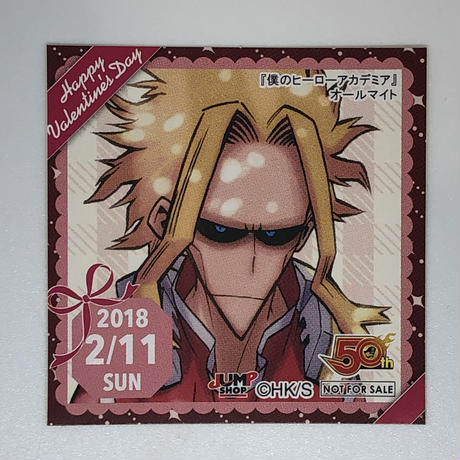 Happy
Valentine's Day
『僕のヒーローアカデミア』
オールマイト
2018
2/11
SUN
JUMP
SHOP
©HK/S
50th
NOT FOR SALE